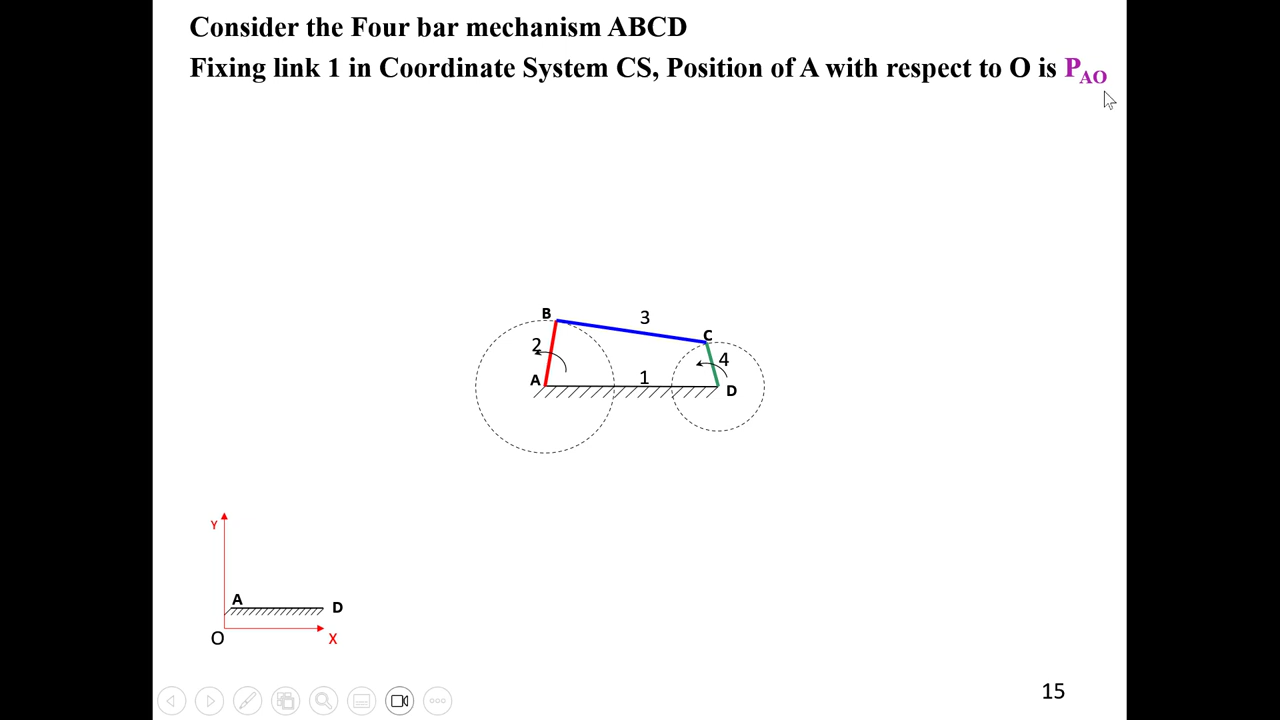 Consider the Four bar mechanism ABCD
Fixing link 1 in Coordinate System CS, Position of A with respect to O is PAO
B
3
C
2
4
A
1
D
Y
A
D
O
X
15